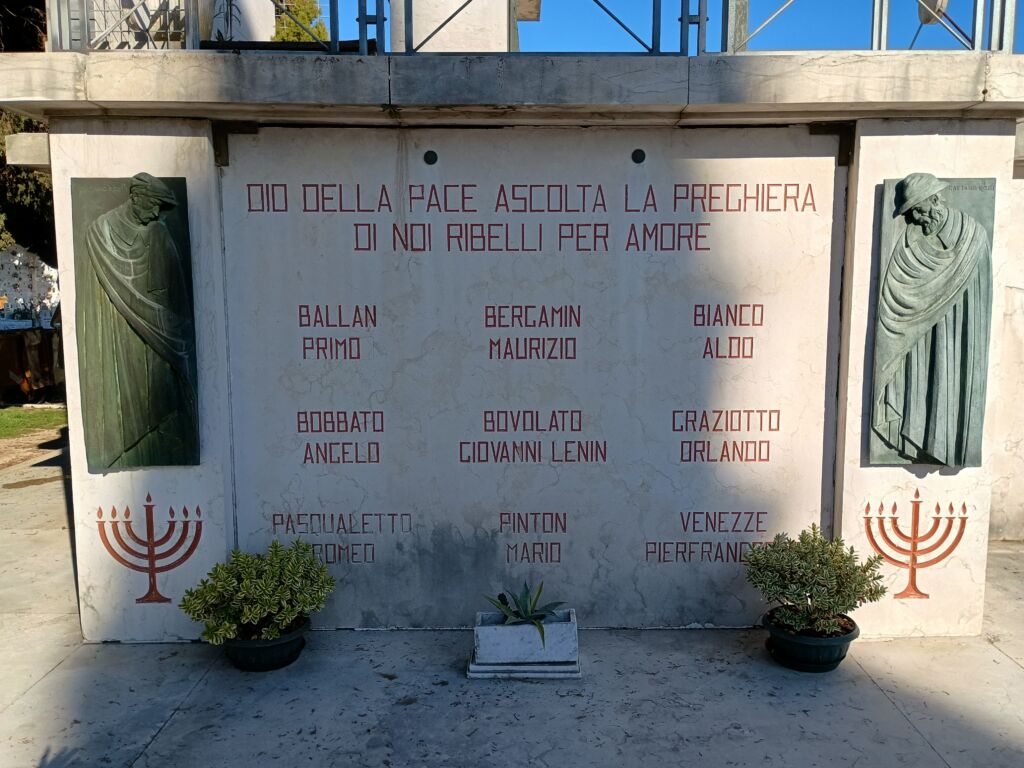 DIO DELLA PACE ASCOLTA LA PREGHIERA
DI NOI RIBELLI PER AMORE
BALLAN
PRIMO
BERGAMIN
MAURIZIO
BIANCO
ALDO
BOBBATO
ANGELO
BOVOLATO
GIOVANNI LENIN
GRAZIOTTO
ORLANDO
PASQUALETTO
ROMEO
PINTON
MARIO
VENEZZE